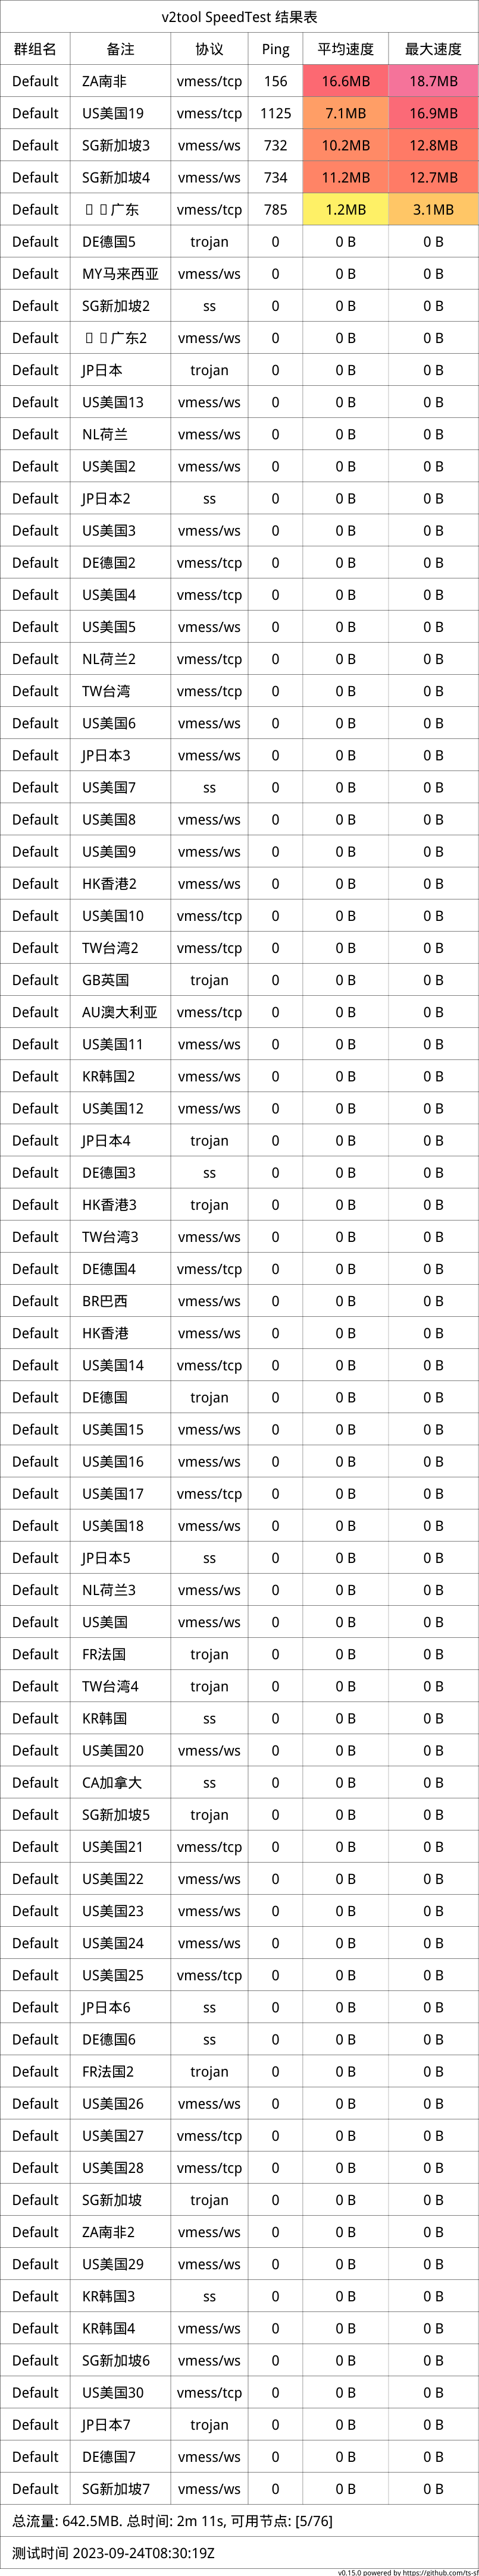 v2tool SpeedTest 结果表
群组名 备注 协议 Ping 平均速度 最大速度
Default ZA南非 vmess/tcp 156 16.6MB 18.7MB
Default US美国19 vmess/tcp 1125 7.1MB 16.9MB
Default SG新加坡3 vmess/ws 732 10.2MB 12.8MB
Default SG新加坡4 vmess/ws 734 11.2MB 12.7MB
Default 广东 vmess/tcp 785 1.2MB 3.1MB
Default DE德国5 trojan 0 0 B 0 B
Default MY马来西亚 vmess/ws 0 0 B 0 B
Default SG新加坡2 ss 0 0 B 0 B
Default 广东2 vmess/ws 0 0 B 0 B
Default JP日本 trojan 0 0 B 0 B
Default US美国13 vmess/ws 0 0 B 0 B
Default NL荷兰 vmess/ws 0 0 B 0 B
Default US美国2 vmess/ws 0 0 B 0 B
Default JP日本2 ss 0 0 B 0 B
Default US美国3 vmess/ws 0 0 B 0 B
Default DE德国2 vmess/tcp 0 0 B 0 B
Default US美国4 vmess/tcp 0 0 B 0 B
Default US美国5 vmess/ws 0 0 B 0 B
Default NL荷兰2 vmess/tcp 0 0 B 0 B
Default TW台湾 vmess/tcp 0 0 B 0 B
Default US美国6 vmess/ws 0 0 B 0 B
Default JP日本3 vmess/ws 0 0 B 0 B
Default US美国7 ss 0 0 B 0 B
Default US美国8 vmess/ws 0 0 B 0 B
Default US美国9 vmess/ws 0 0 B 0 B
Default HK香港2 vmess/ws 0 0 B 0 B
Default US美国10 vmess/tcp 0 0 B 0 B
Default TW台湾2 vmess/tcp 0 0 B 0 B
Default GB英国 trojan 0 0 B 0 B
Default AU澳大利亚 vmess/tcp 0 0 B 0 B
Default US美国11 vmess/ws 0 0 B 0 B
Default KR韩国2 vmess/ws 0 0 B 0 B
Default US美国12 vmess/ws 0 0 B 0 B
Default JP日本4 trojan 0 0 B 0 B
Default DE德国3 ss 0 0 B 0 B
Default HK香港3 trojan 0 0 B 0 B
Default TW台湾3 vmess/ws 0 0 B 0 B
Default DE德国4 vmess/tcp 0 0 B 0 B
Default BR巴西 vmess/ws 0 0 B 0 B
Default HK香港 vmess/ws 0 0 B 0 B
Default US美国14 vmess/tcp 0 0 B 0 B
Default DE德国 trojan 0 0 B 0 B
Default US美国15 vmess/ws 0 0 B 0 B
Default US美国16 vmess/ws 0 0 B 0 B
Default US美国17 vmess/tcp 0 0 B 0 B
Default US美国18 vmess/ws 0 0 B 0 B
Default JP日本5 ss 0 0 B 0 B
Default NL荷兰3 vmess/ws 0 0 B 0 B
Default US美国 vmess/ws 0 0 B 0 B
Default FR法国 trojan 0 0 B 0 B
Default TW台湾4 trojan 0 0 B 0 B
Default KR韩国 ss 0 0 B 0 B
Default US美国20 vmess/ws 0 0 B 0 B
Default CA加拿大 ss 0 0 B 0 B
Default SG新加坡5 trojan 0 0 B 0 B
Default US美国21 vmess/tcp 0 0 B 0 B
Default US美国22 vmess/ws 0 0 B 0 B
Default US美国23 vmess/ws 0 0 B 0 B
Default US美国24 vmess/ws 0 0 B 0 B
Default US美国25 vmess/tcp 0 0 B 0 B
Default JP日本6 ss 0 0 B 0 B
Default DE德国6 ss 0 0 B 0 B
Default FR法国2 trojan 0 0 B 0 B
Default US美国26 vmess/ws 0 0 B 0 B
Default US美国27 vmess/tcp 0 0 B 0 B
Default US美国28 vmess/tcp 0 0 B 0 B
Default SG新加坡 trojan 0 0 B 0 B
Default ZA南非2 vmess/ws 0 0 B 0 B
Default US美国29 vmess/ws 0 0 B 0 B
Default KR韩国3 ss 0 0 B 0 B
Default KR韩国4 vmess/ws 0 0 B 0 B
Default SG新加坡6 vmess/ws 0 0 B 0 B
Default US美国30 vmess/tcp 0 0 B 0 B
Default JP日本7 trojan 0 0 B 0 B
Default DE德国7 vmess/ws 0 0 B 0 B
Default SG新加坡7 vmess/ws 0 0 B 0 B
总流量: 642.5MB. 总时间: 2m 11s, 可用节点: [5/76]
测试时间 2023-09-24T08:30:19Z
v0.15.0 powered by https://github.com/ts-sf